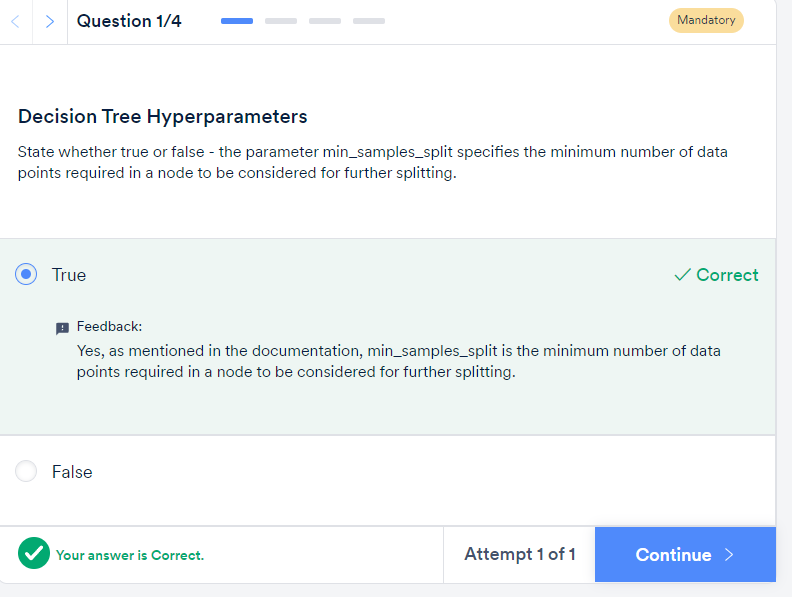 Question 1/4
Mandatory
Decision Tree Hyperparameters
State whether true or false - the parameter min_samples_split specifies the minimum number of data
points required in a node to be considered for further splitting.
True
Correct
Feedback:
Yes, as mentioned in the documentation, min_samples_split is the minimum number of data
points required in a node to be considered for further splitting.
False
Your answer is Correct.
Attempt 1 of 1
Continue